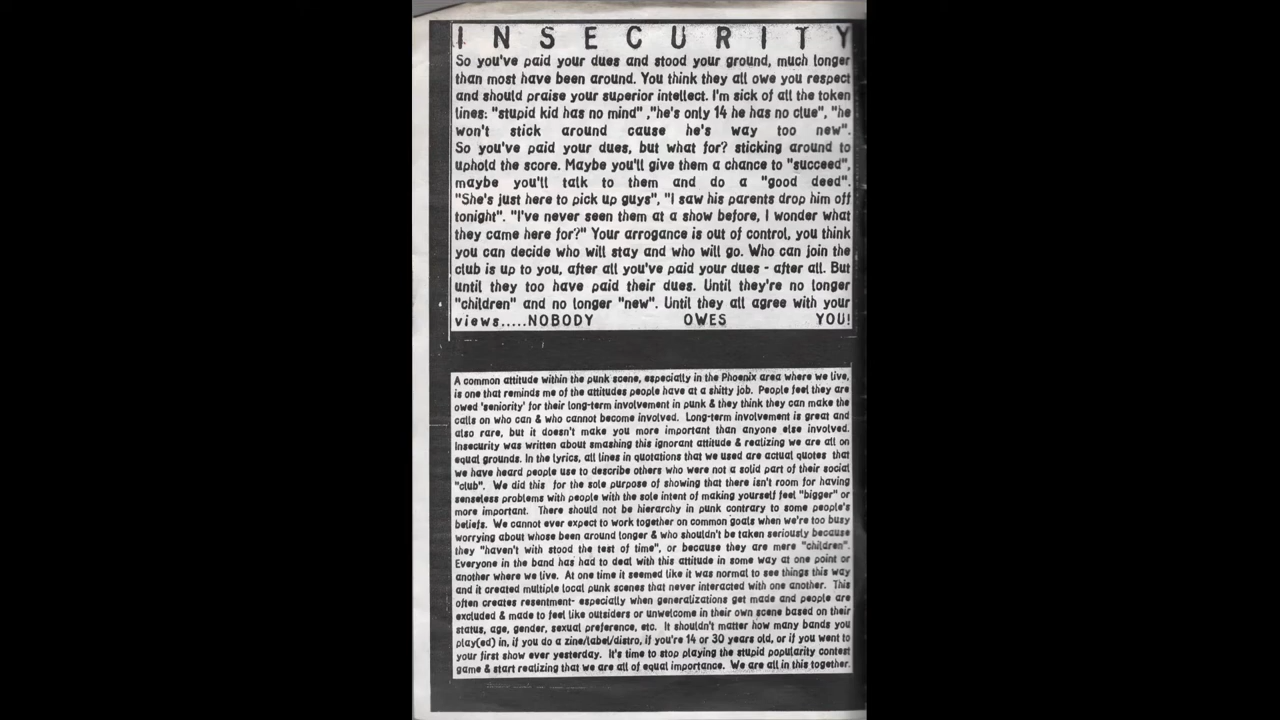 INSECURITY
So you've paid your dues and stood your ground, much longer
than most have been around. You think they all owe you respect
and should praise your superior intellect. I'm sick of all the token
lines: "stupid kid has no mind" ,"he's only 14 he has no clue", "he
won't stick around cause he's way too new".
So you've paid your dues, but what for? sticking around to
uphold the score. Maybe you'll give them a chance to "succeed",
maybe you'll talk to them and do a "good deed".
"She's just here to pick up guys", "I saw his parents drop him off
tonight". "I've never seen them at a show before, I wonder what
they came here for?" Your arrogance is out of control, you think
you can decide who will stay and who will go. Who can join the
club is up to you, after all you've paid your dues - after all. But
until they too have paid their dues. Until they're no longer
"children" and no longer "new". Until they all agree with your
views.....NOBODY OWES YOU!
A common attitude within the punk scene, especially in the Phoenix area where we live,
is one that reminds me of the attitudes people have at a shitty job. People feel they are
owed 'seniority' for their long-term involvement in punk & they think they can make the
calls on who can & who cannot become involved. Long-term involvement is great and
also rare, but it doesn't make you more important than anyone else involved.
Insecurity was written about smashing this ignorant attitude & realizing we are all on
equal grounds. In the lyrics, all lines in quotations that we used are actual quotes that
we have heard people use to describe others who were not a solid part of their social
"club". We did this for the sole purpose of showing that there isn't room for having
senseless problems with people with the sole intent of making yourself feel "bigger" or
more important. There should not be hierarchy in punk contrary to some people's
beliefs. We cannot ever expect to work together on common goals when we're too busy
worrying about whose been around longer & who shouldn't be taken seriously because
they "haven't with stood the test of time", or because they are mere "children".
Everyone in the band has had to deal with this attitude in some way at one point or
another where we live. At one time it seemed like it was normal to see things this way
and it created multiple local punk scenes that never interacted with one another. This
often creates resentment- especially when generalizations get made and people are
excluded & made to feel like outsiders or unwelcome in their own scene based on their
status, age, gender, sexual preference, etc. It shouldn't matter how many bands you
play(ed) in, if you do a zine/label/distro, if you're 14 or 30 years old, or if you went to
your first show ever yesterday. It's time to stop playing the stupid popularity contest
game & start realizing that we are all of equal importance. We are all in this together.